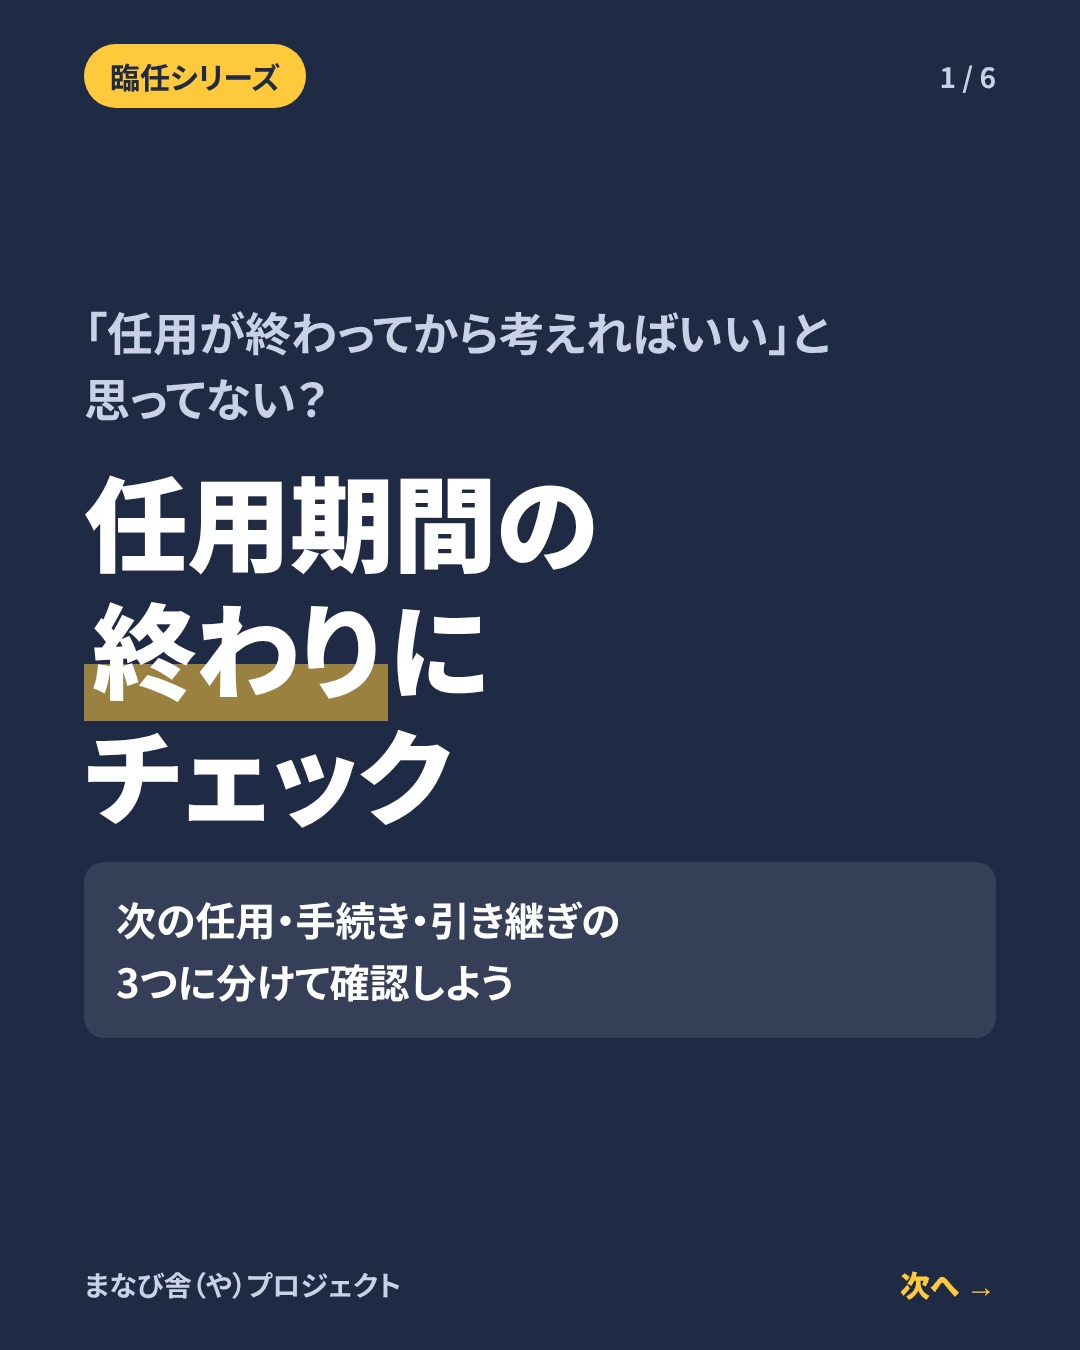 臨任シリーズ
1 / 6
「任用が終わってから考えればいい」と
思ってない？
任用期間の
終わりに
チェック
次の任用・手続き・引き継ぎの
3つに分けて確認しよう
まなび舎（や）プロジェクト
次へ →